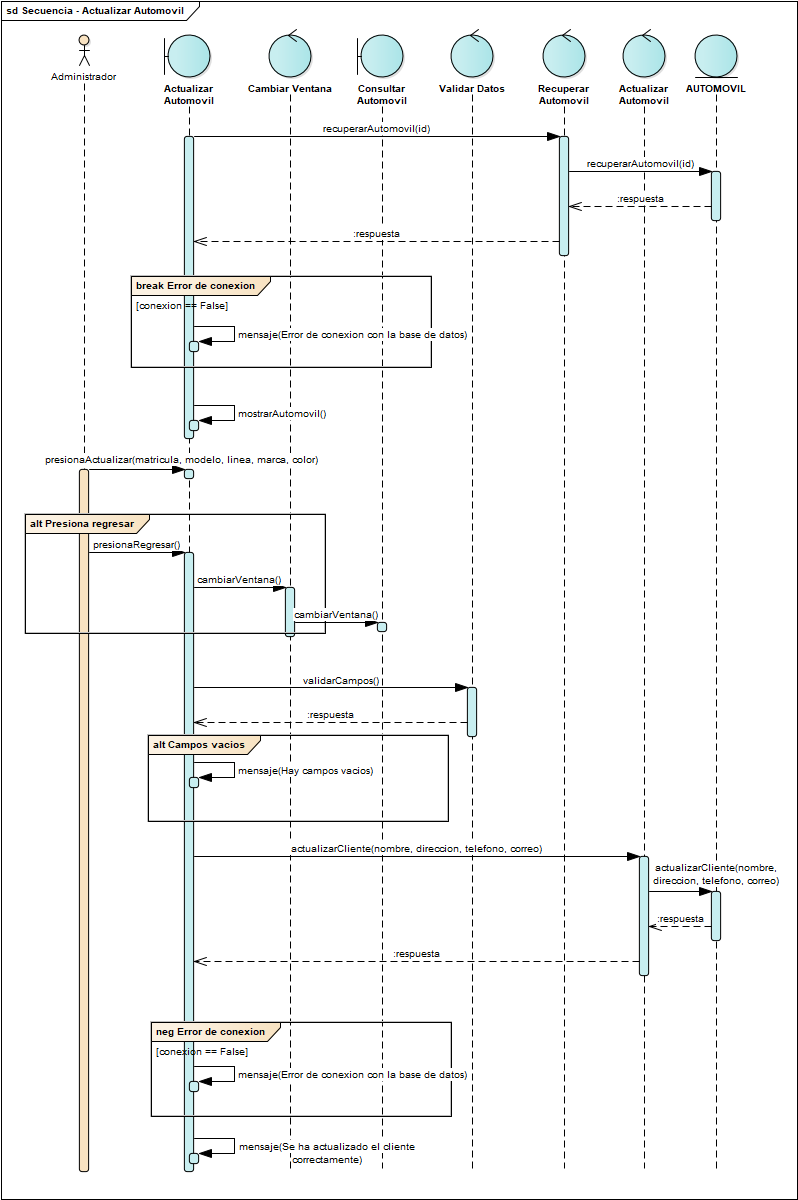 sd Secuencia - Actualizar Automovil
Administrador
Actualizar
Automovil
Cambiar Ventana
Consultar
Automovil
Validar Datos
Recuperar
Automovil
Actualizar
Automovil
AUTOMOVIL
recuperarAutomovil(id)
recuperarAutomovil(id)
:respuesta
:respuesta
break Error de conexion
[conexion == False]
mensaje(Error de conexion con la base de datos)
mostrarAutomovil()
presionaActualizar(matricula, modelo, linea, marca, color)
alt Presiona regresar
presionaRegresar()
cambiarVentana()
cambiarVentana()
validarCampos()
:respuesta
alt Campos vacios
mensaje(Hay campos vacios)
actualizarCliente(nombre, direccion, telefono, correo)
actualizarCliente(nombre,
direccion, telefono, correo)
:respuesta
:respuesta
neg Error de conexion
[conexion == False]
mensaje(Error de conexion con la base de datos)
mensaje(Se ha actualizado el cliente
correctamente)